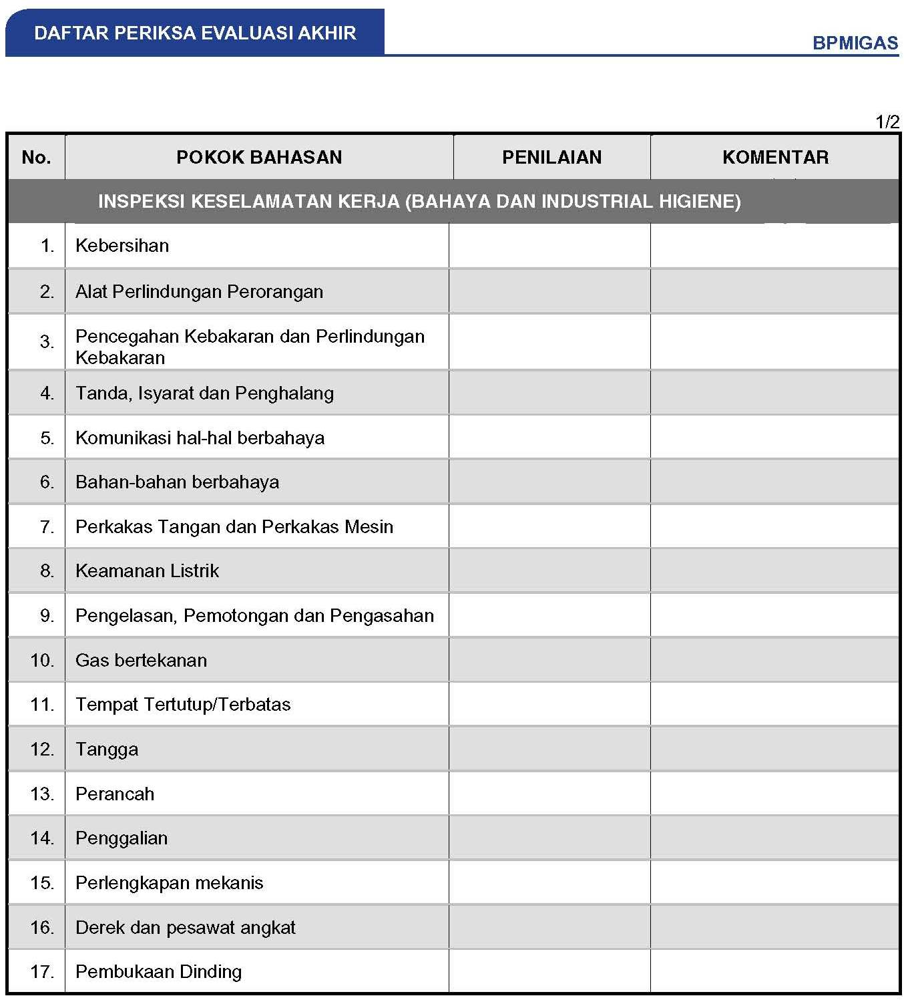 DAFTAR PERIKSA EVALUASI AKHIR
BPMIGAS
1/2
No. POKOK BAHASAN PENILAIAN KOMENTAR
INSPEKSI KESELAMATAN KERJA (BAHAYA DAN INDUSTRIAL HIGIENE)
1. Kebersihan
2. Alat Perlindungan Perorangan
3. Pencegahan Kebakaran dan Perlindungan
Kebakaran
4. Tanda, Isyarat dan Penghalang
5. Komunikasi hal-hal berbahaya
6. Bahan-bahan berbahaya
7. Perkakas Tangan dan Perkakas Mesin
8. Keamanan Listrik
9. Pengelasan, Pemotongan dan Pengasahan
10. Gas bertekanan
11. Tempat Tertutup/Terbatas
12. Tangga
13. Perancah
14. Penggalian
15. Perlengkapan mekanis
16. Derek dan pesawat angkat
17. Pembukaan Dinding